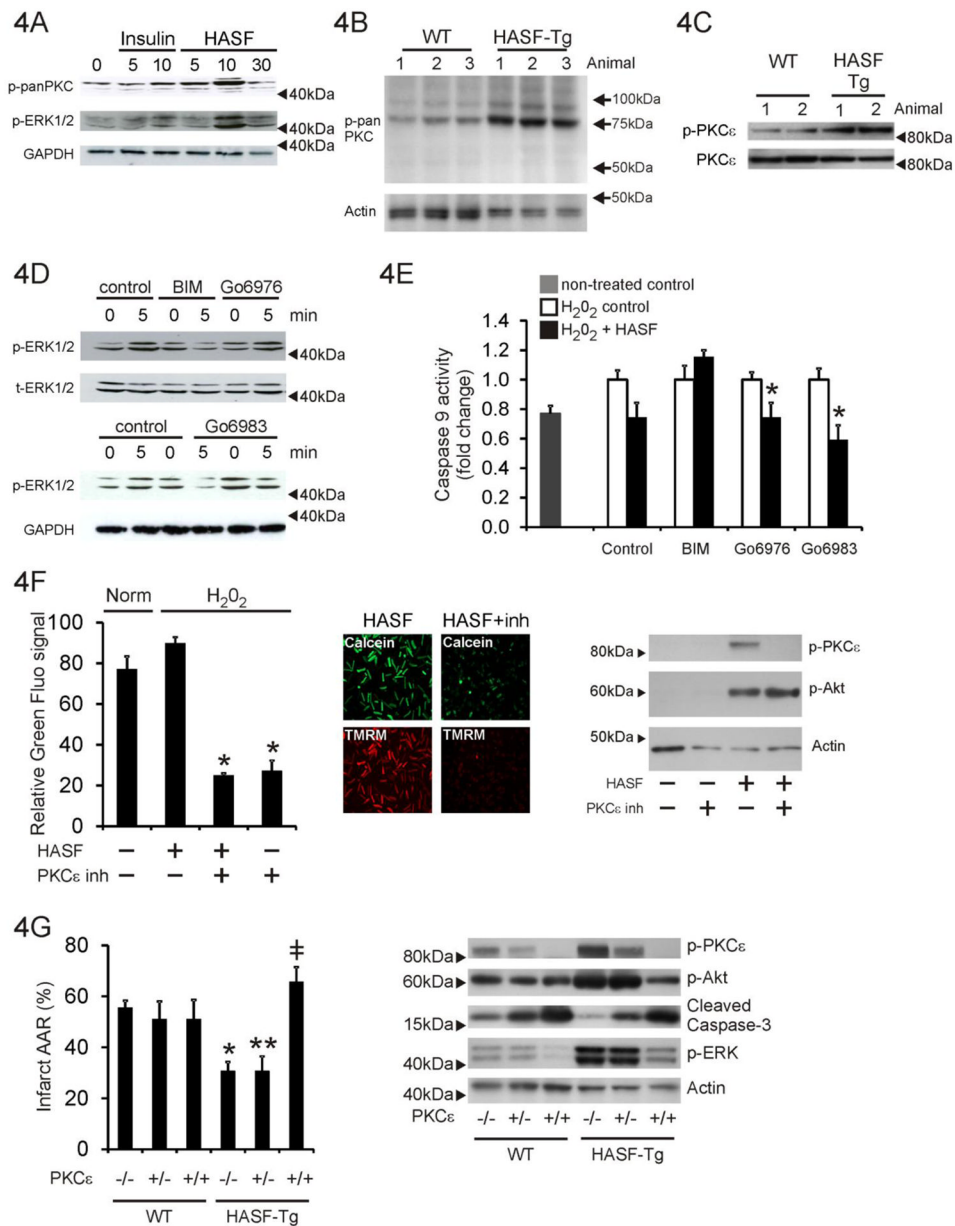 4A
Insulin HASF
0 5 10 5 10 30
p-panPKC
◄40kDa
p-ERK1/2
◄40kDa
◄40kDa
GAPDH
4B
WT HASF-Tg
1 2 3 1 2 3 Animal
p-pan
PKC
100kDa
75kDa
50kDa
50kDa
Actin
4C
WT HASF
Tg
1 2 1 2 Animal
p-PKCε
◄80kDa
PKCε
◄80kDa
4D
control BIM Go6976
0 5 0 5 0 5 min
p-ERK1/2
◄40kDa
t-ERK1/2
◄40kDa
control Go6983
0 5 0 5 0 5 min
p-ERK1/2
◄40kDa
◄40kDa
GAPDH
4E
non-treated control
H₂0₂ control
H₂0₂ + HASF
Caspase 9 activity
(fold change)
1.4
1.2
1.0
0.8
0.6
0.4
0.2
0.0
* *
Control BIM Go6976 Go6983
4F
Norm H₂0₂
Relative Green Fluo signal
100
80
60
40
20
0
* *
HASF − + + −
PKCε inh − − + +
HASF HASF+inh
Calcein Calcein
TMRM TMRM
80kDa► p-PKCε
60kDa► p-Akt
50kDa► Actin
HASF − − + +
PKCε inh − + − +
4G
Infarct AAR (%)
80
60
40
20
0
* ** ǂ
PKCε -/- +/- +/+ -/- +/- +/+
WT HASF-Tg
80kDa► p-PKCε
60kDa► p-Akt
15kDa► Cleaved
Caspase-3
40kDa► p-ERK
40kDa► Actin
PKCε -/- +/- +/+ -/- +/- +/+
WT HASF-Tg